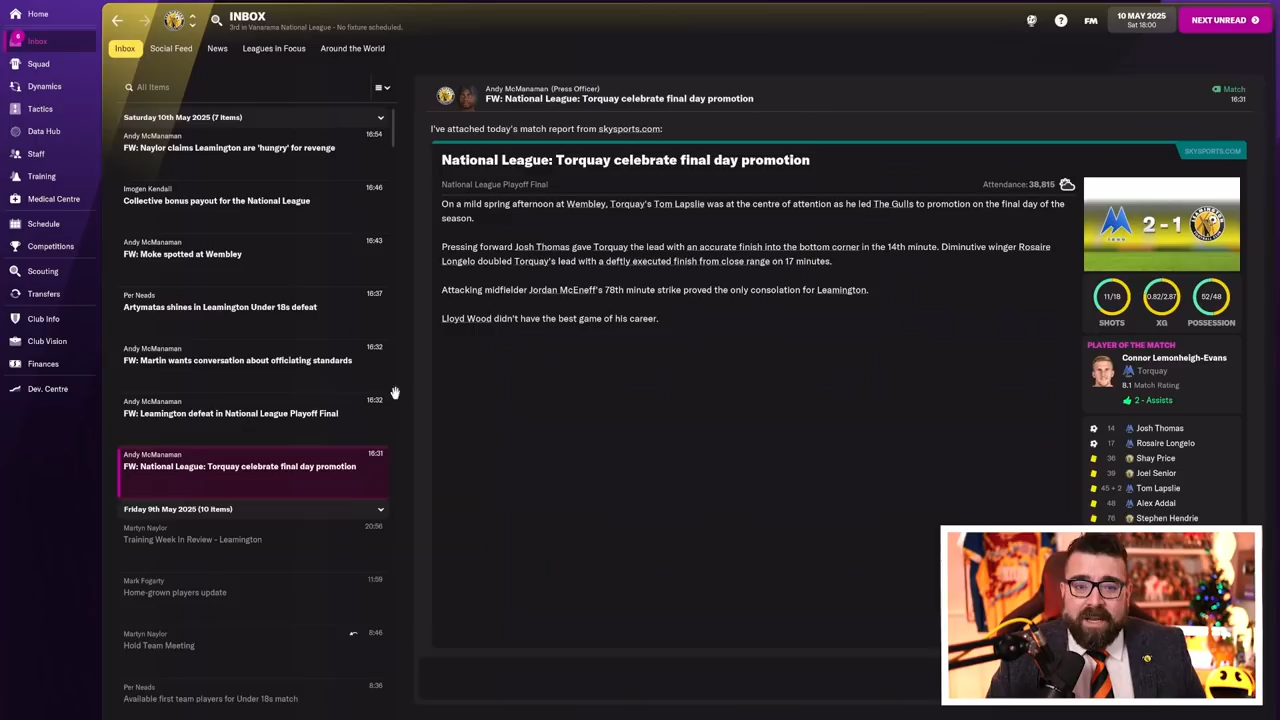 Home
INBOX
3rd in Vanarama National League - No fixture scheduled.
FM
10 MAY 2025
Sat 18:00
NEXT UNREAD
6
Inbox
Squad
Dynamics
Tactics
Data Hub
Staff
Training
Medical Centre
Schedule
Competitions
Scouting
Transfers
Club Info
Club Vision
Finances
Dev. Centre
Inbox
Social Feed
News
Leagues in Focus
Around the World
All Items
Saturday 10th May 2025 (7 items)
Andy McManaman
16:54
FW: Naylor claims Leamington are 'hungry' for revenge
Imogen Kendall
16:46
Collective bonus payout for the National League
Andy McManaman
16:43
FW: Moke spotted at Wembley
Per Neads
16:37
Artymatas shines in Leamington Under 18s defeat
Andy McManaman
16:32
FW: Martin wants conversation about officiating standards
Andy McManaman
16:32
FW: Leamington defeat in National League Playoff Final
Andy McManaman
16:31
FW: National League: Torquay celebrate final day promotion
Friday 9th May 2025 (10 items)
Martyn Naylor
20:56
Training Week In Review - Leamington
Mark Fogarty
11:59
Home-grown players update
Martyn Naylor
8:46
Hold Team Meeting
Per Neads
8:36
Available first team players for Under 18s match
Andy McManaman (Press Officer)
FW: National League: Torquay celebrate final day promotion
Match
16:31
I've attached today's match report from skysports.com:
National League: Torquay celebrate final day promotion
SKYSPORTS.COM
National League Playoff Final
Attendance: 38,815
On a mild spring afternoon at Wembley, Torquay's Tom Lapslie was at the centre of attention as he led The Gulls to promotion on the final day of the
season.
Pressing forward Josh Thomas gave Torquay the lead with an accurate finish into the bottom corner in the 14th minute. Diminutive winger Rosaire
Longelo doubled Torquay's lead with a deftly executed finish from close range on 17 minutes.
Attacking midfielder Jordan McEneff's 78th minute strike proved the only consolation for Leamington.
Lloyd Wood didn't have the best game of his career.
2 - 1
11/18
0.82/2.87
52/48
SHOTS
XG
POSSESSION
PLAYER OF THE MATCH
Connor Lemonheigh-Evans
Torquay
8.1 Match Rating
2 - Assists
14 Josh Thomas
17 Rosaire Longelo
36 Shay Price
39 Joel Senior
45 + 2 Tom Lapslie
48 Alex Addai
76 Stephen Hendrie